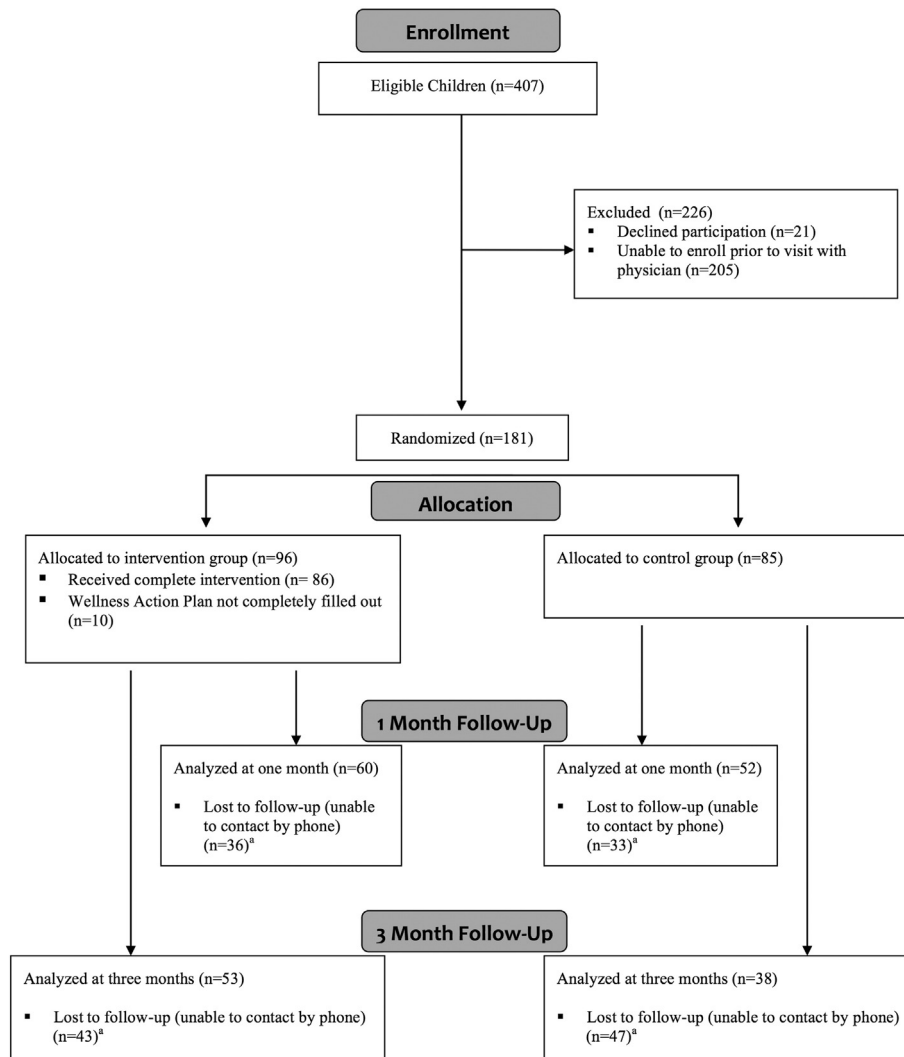 Enrollment
Eligible Children (n=407)
Excluded  (n=226)
▪ Declined participation (n=21)
▪ Unable to enroll prior to visit with
physician (n=205)
Randomized (n=181)
Allocation
Allocated to intervention group (n=96)
▪ Received complete intervention (n= 86)
▪ Wellness Action Plan not completely filled out
(n=10)
Allocated to control group (n=85)
1 Month Follow-Up
Analyzed at one month (n=60)
▪ Lost to follow-up (unable
to contact by phone)
(n=36)ᵃ
Analyzed at one month (n=52)
▪ Lost to follow-up (unable
to contact by phone)
(n=33)ᵃ
3 Month Follow-Up
Analyzed at three months (n=53)
▪ Lost to follow-up (unable to contact by phone)
(n=43)ᵃ
Analyzed at three months (n=38)
▪ Lost to follow-up (unable to contact by phone)
(n=47)ᵃ